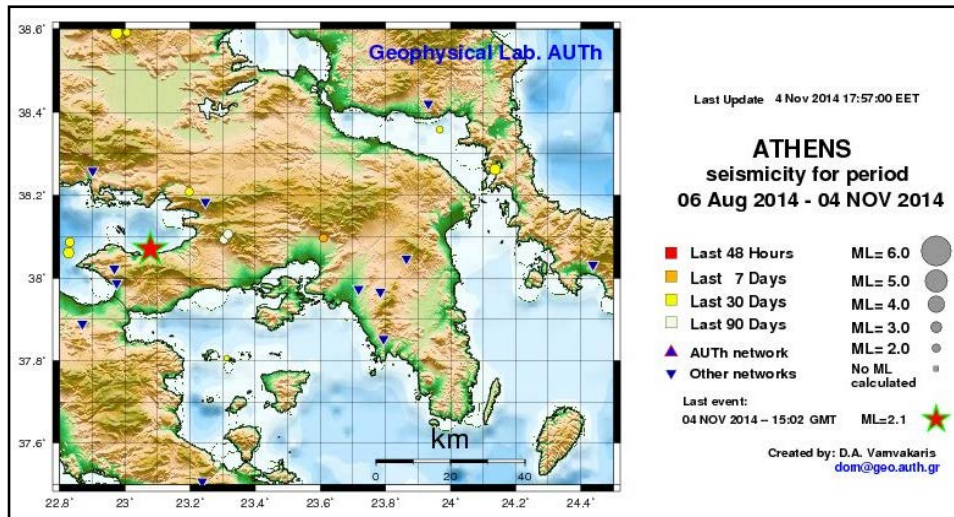 Geophysical Lab. AUTh
38.6°
38.4°
38.2°
38°
37.8°
37.6°
22.8°
23°
23.2°
23.4°
23.6°
23.8°
24°
24.2°
24.4°
km
0
20
40
Last Update 4 Nov 2014 17:57:00 EET
ATHENS
seismicity for period
06 Aug 2014 - 04 NOV 2014
Last 48 Hours
Last 7 Days
Last 30 Days
Last 90 Days
AUTh network
Other networks
ML= 6.0
ML= 5.0
ML= 4.0
ML= 3.0
ML= 2.0
No ML
calculated
Last event:
04 NOV 2014 -- 15:02 GMT ML=2.1
Created by: D.A. Vamvakaris
dom@geo.auth.gr